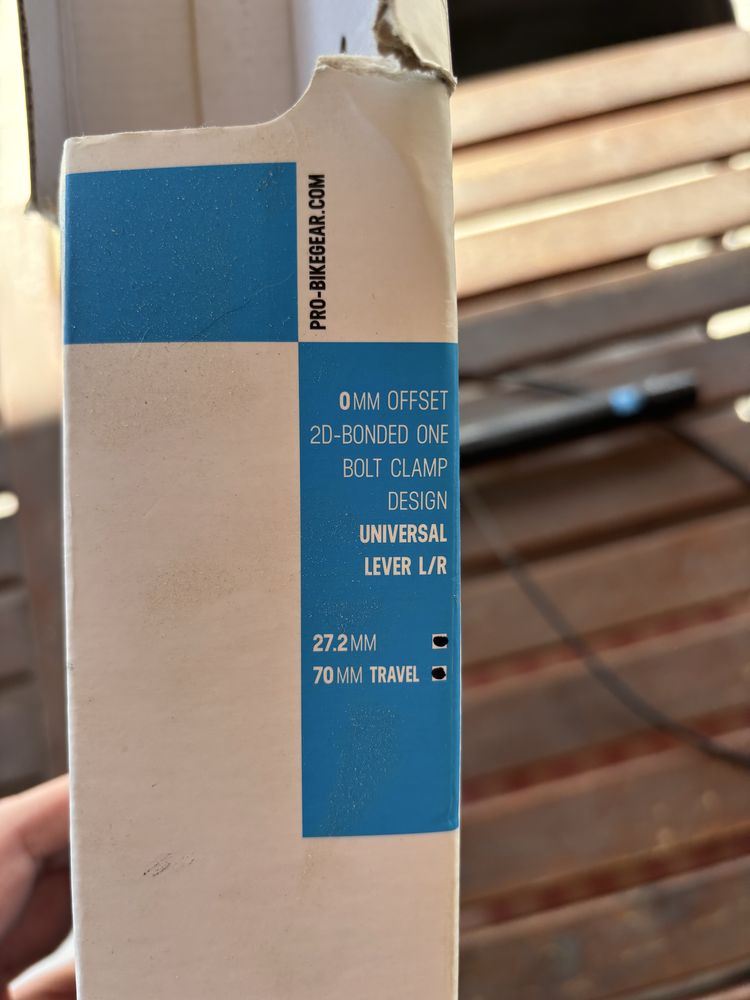 PRO-BIKEGEAR.COM
0MM OFFSET
2D-BONDED ONE
BOLT CLAMP
DESIGN
UNIVERSAL
LEVER L/R
27.2MM
70MM TRAVEL